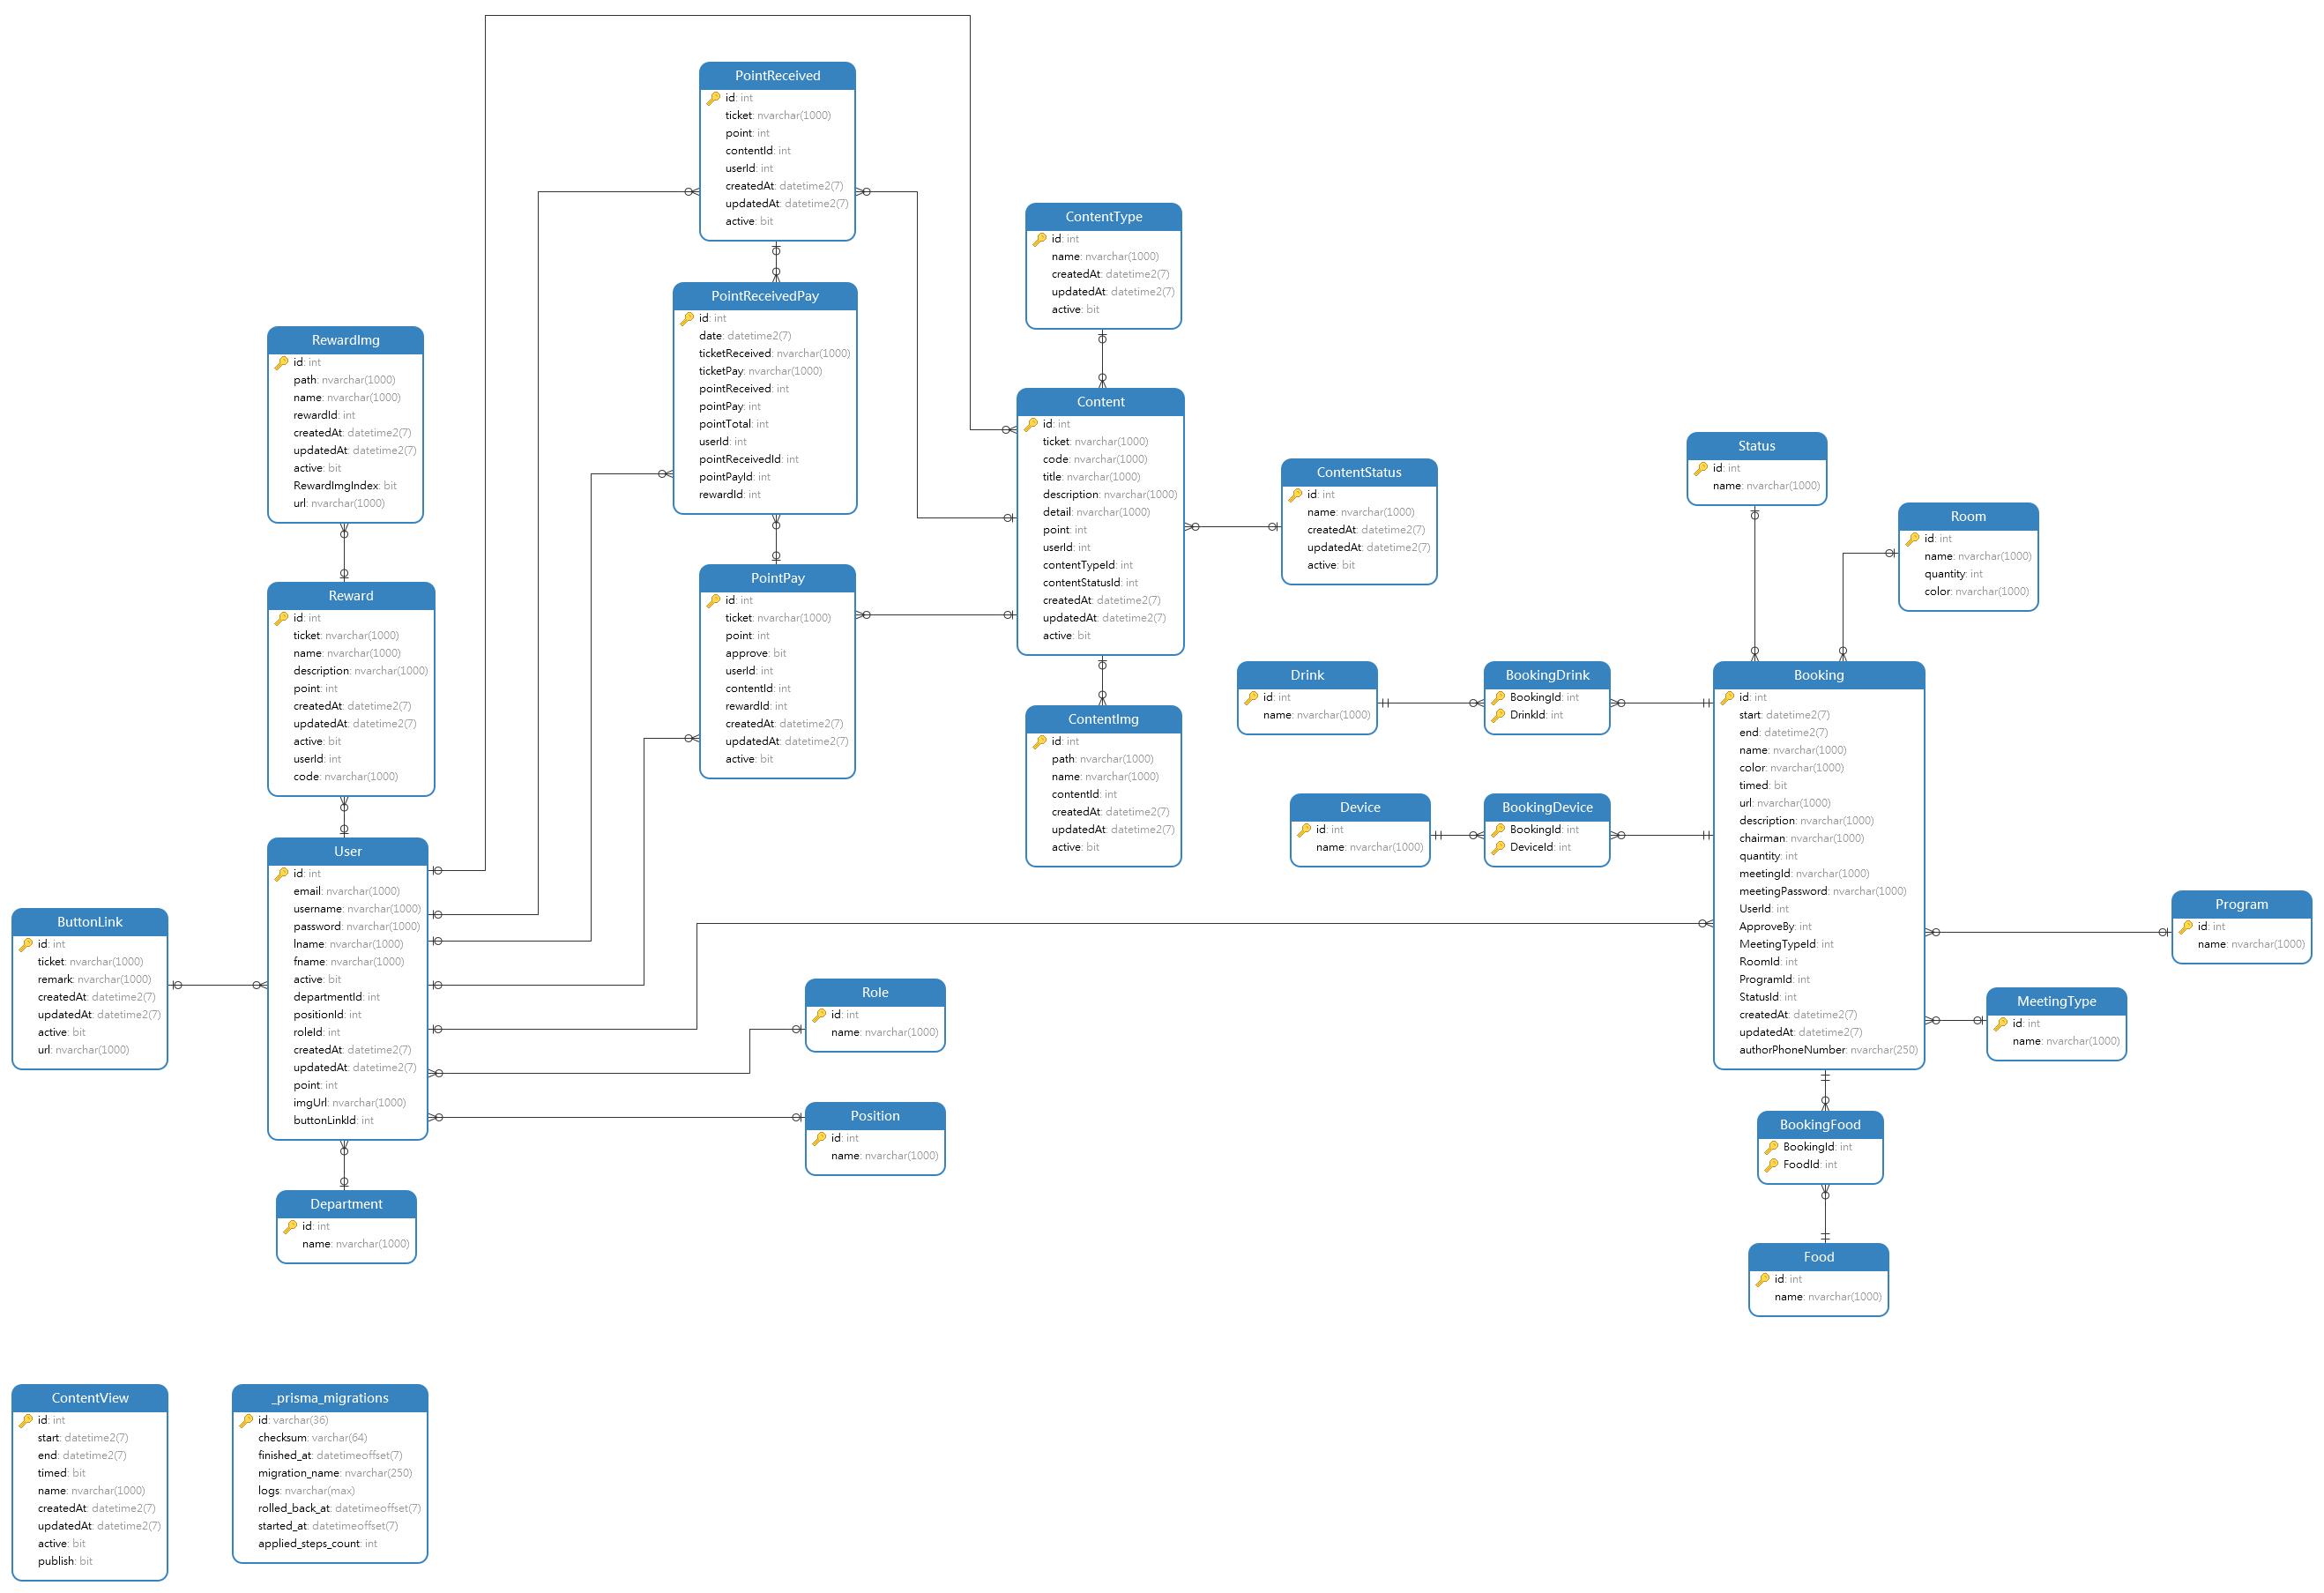 PointReceived
id: int
ticket: nvarchar(1000)
point: int
contentId: int
userId: int
createdAt: datetime2(7)
updatedAt: datetime2(7)
active: bit
ContentType
id: int
name: nvarchar(1000)
createdAt: datetime2(7)
updatedAt: datetime2(7)
active: bit
PointReceivedPay
id: int
date: datetime2(7)
ticketReceived: nvarchar(1000)
ticketPay: nvarchar(1000)
pointReceived: int
pointPay: int
pointTotal: int
userId: int
pointReceivedId: int
pointPayId: int
rewardId: int
RewardImg
id: int
path: nvarchar(1000)
name: nvarchar(1000)
rewardId: int
createdAt: datetime2(7)
updatedAt: datetime2(7)
active: bit
RewardImgIndex: bit
url: nvarchar(1000)
Content
id: int
ticket: nvarchar(1000)
code: nvarchar(1000)
title: nvarchar(1000)
description: nvarchar(1000)
detail: nvarchar(1000)
point: int
userId: int
contentTypeId: int
contentStatusId: int
createdAt: datetime2(7)
updatedAt: datetime2(7)
active: bit
ContentStatus
id: int
name: nvarchar(1000)
createdAt: datetime2(7)
updatedAt: datetime2(7)
active: bit
Status
id: int
name: nvarchar(1000)
Room
id: int
name: nvarchar(1000)
quantity: int
color: nvarchar(1000)
PointPay
id: int
ticket: nvarchar(1000)
point: int
approve: bit
userId: int
contentId: int
rewardId: int
createdAt: datetime2(7)
updatedAt: datetime2(7)
active: bit
Reward
id: int
ticket: nvarchar(1000)
name: nvarchar(1000)
description: nvarchar(1000)
point: int
createdAt: datetime2(7)
updatedAt: datetime2(7)
active: bit
userId: int
code: nvarchar(1000)
Drink
id: int
name: nvarchar(1000)
BookingDrink
BookingId: int
DrinkId: int
Booking
id: int
start: datetime2(7)
end: datetime2(7)
name: nvarchar(1000)
color: nvarchar(1000)
timed: bit
url: nvarchar(1000)
description: nvarchar(1000)
chairman: nvarchar(1000)
quantity: int
meetingId: nvarchar(1000)
meetingPassword: nvarchar(1000)
UserId: int
ApproveBy: int
MeetingTypeId: int
RoomId: int
ProgramId: int
StatusId: int
createdAt: datetime2(7)
updatedAt: datetime2(7)
authorPhoneNumber: nvarchar(250)
ContentImg
id: int
path: nvarchar(1000)
name: nvarchar(1000)
contentId: int
createdAt: datetime2(7)
updatedAt: datetime2(7)
active: bit
Device
id: int
name: nvarchar(1000)
BookingDevice
BookingId: int
DeviceId: int
User
id: int
email: nvarchar(1000)
username: nvarchar(1000)
password: nvarchar(1000)
lname: nvarchar(1000)
fname: nvarchar(1000)
active: bit
departmentId: int
positionId: int
roleId: int
createdAt: datetime2(7)
updatedAt: datetime2(7)
point: int
imgUrl: nvarchar(1000)
buttonLinkId: int
ButtonLink
id: int
ticket: nvarchar(1000)
remark: nvarchar(1000)
createdAt: datetime2(7)
updatedAt: datetime2(7)
active: bit
url: nvarchar(1000)
Program
id: int
name: nvarchar(1000)
Role
id: int
name: nvarchar(1000)
MeetingType
id: int
name: nvarchar(1000)
Position
id: int
name: nvarchar(1000)
BookingFood
BookingId: int
FoodId: int
Department
id: int
name: nvarchar(1000)
Food
id: int
name: nvarchar(1000)
ContentView
id: int
start: datetime2(7)
end: datetime2(7)
timed: bit
name: nvarchar(1000)
createdAt: datetime2(7)
updatedAt: datetime2(7)
active: bit
publish: bit
_prisma_migrations
id: varchar(36)
checksum: varchar(64)
finished_at: datetimeoffset(7)
migration_name: nvarchar(250)
logs: nvarchar(max)
rolled_back_at: datetimeoffset(7)
started_at: datetimeoffset(7)
applied_steps_count: int